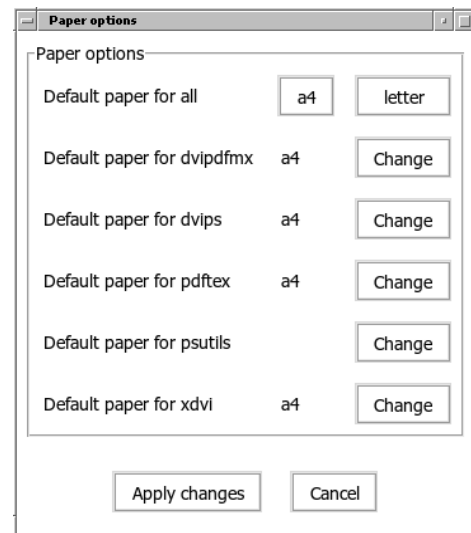 Paper options
Paper options
Default paper for all a4 letter
Default paper for dvipdfmx a4 Change
Default paper for dvips a4 Change
Default paper for pdftex a4 Change
Default paper for psutils Change
Default paper for xdvi a4 Change
Apply changes Cancel